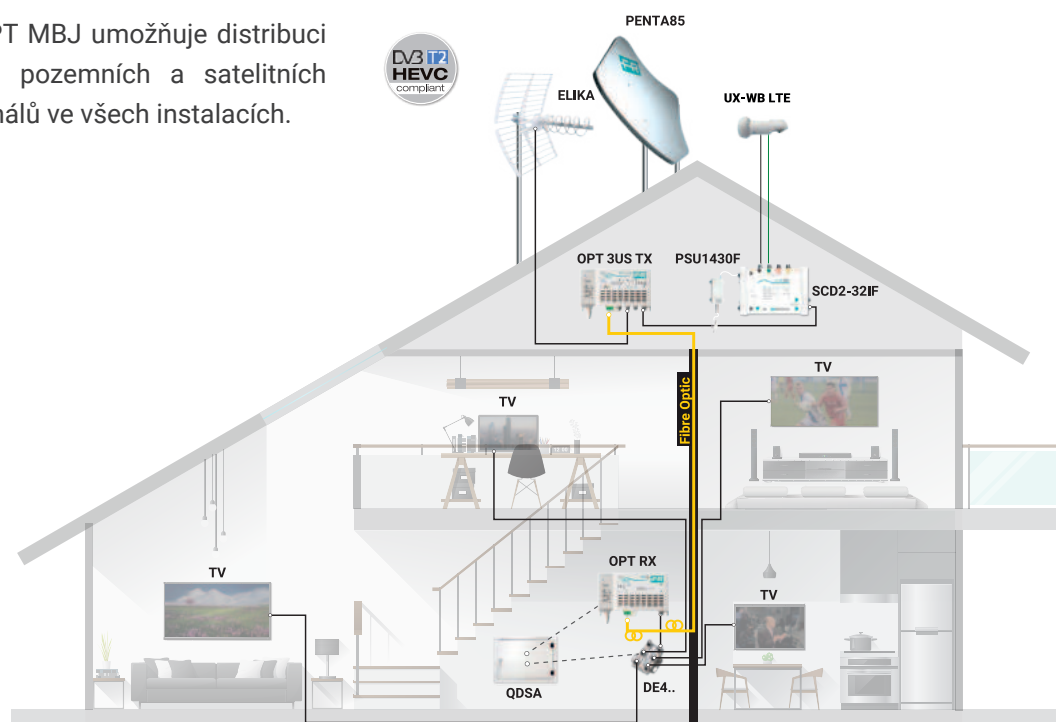 PT MBJ umožňuje distribuci
pozemních a satelitních
nálů ve všech instalacích.
DVB T2
HEVC
compliant
PENTA85
ELIKA
UX-WB LTE
OPT 3US TX
PSU1430F
SCD2-32IF
TV
TV
Fibre Optic
OPT RX
TV
TV
QDSA
DE4..